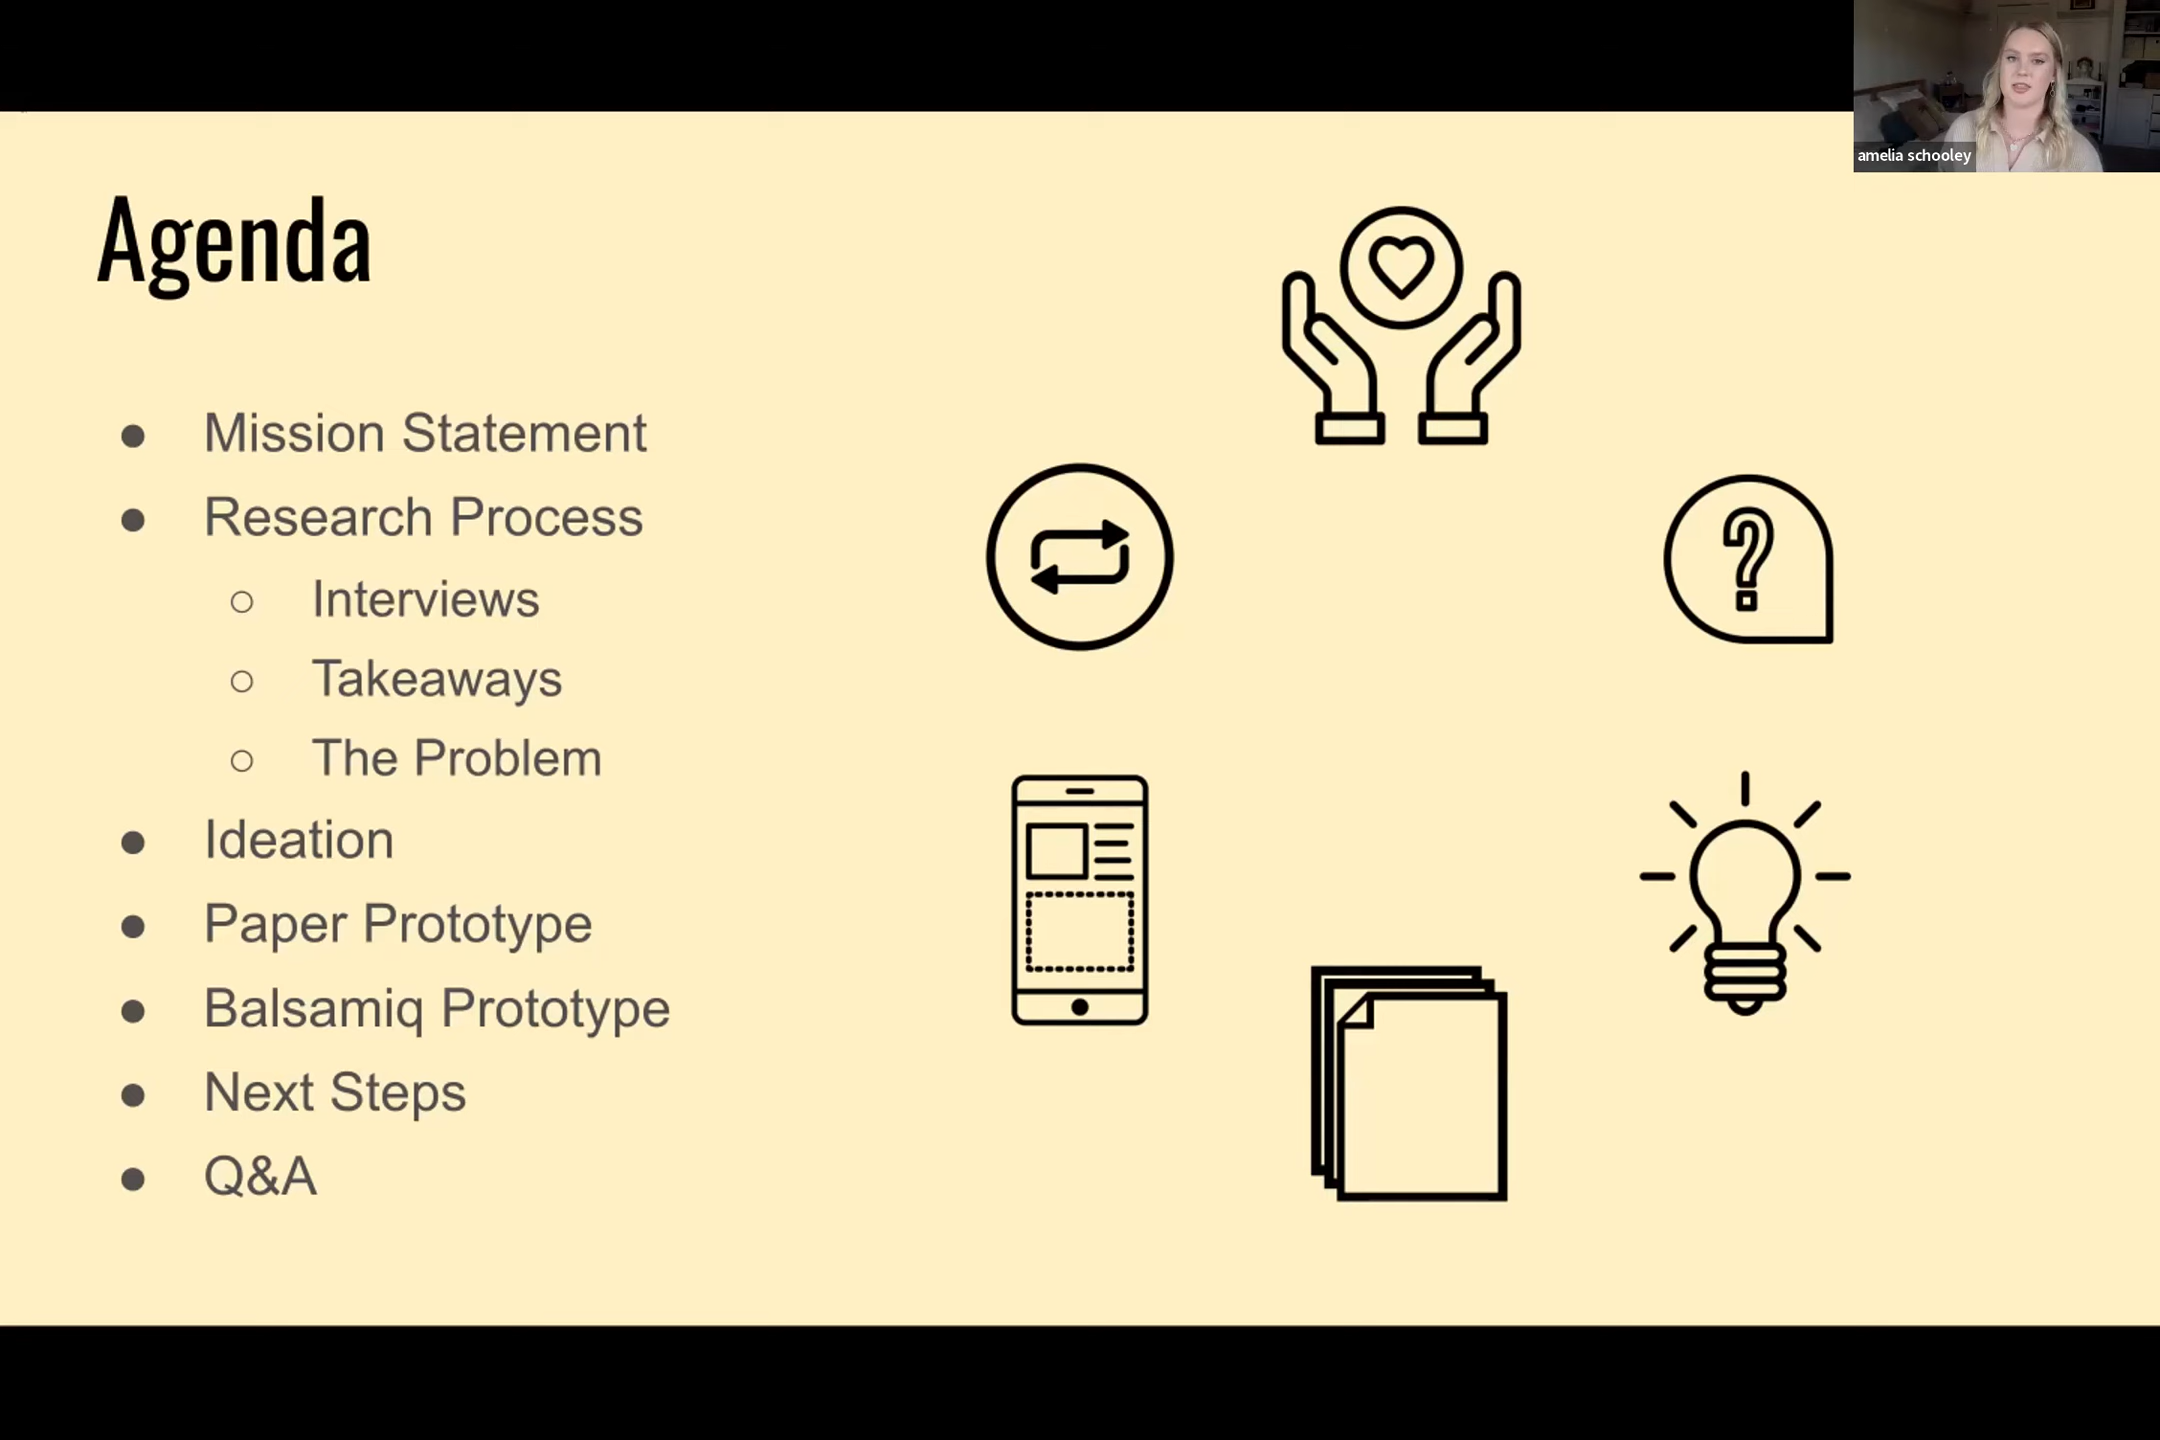 amelia schooley
Agenda
● Mission Statement
● Research Process
○ Interviews
○ Takeaways
○ The Problem
● Ideation
● Paper Prototype
● Balsamiq Prototype
● Next Steps
● Q&A
?